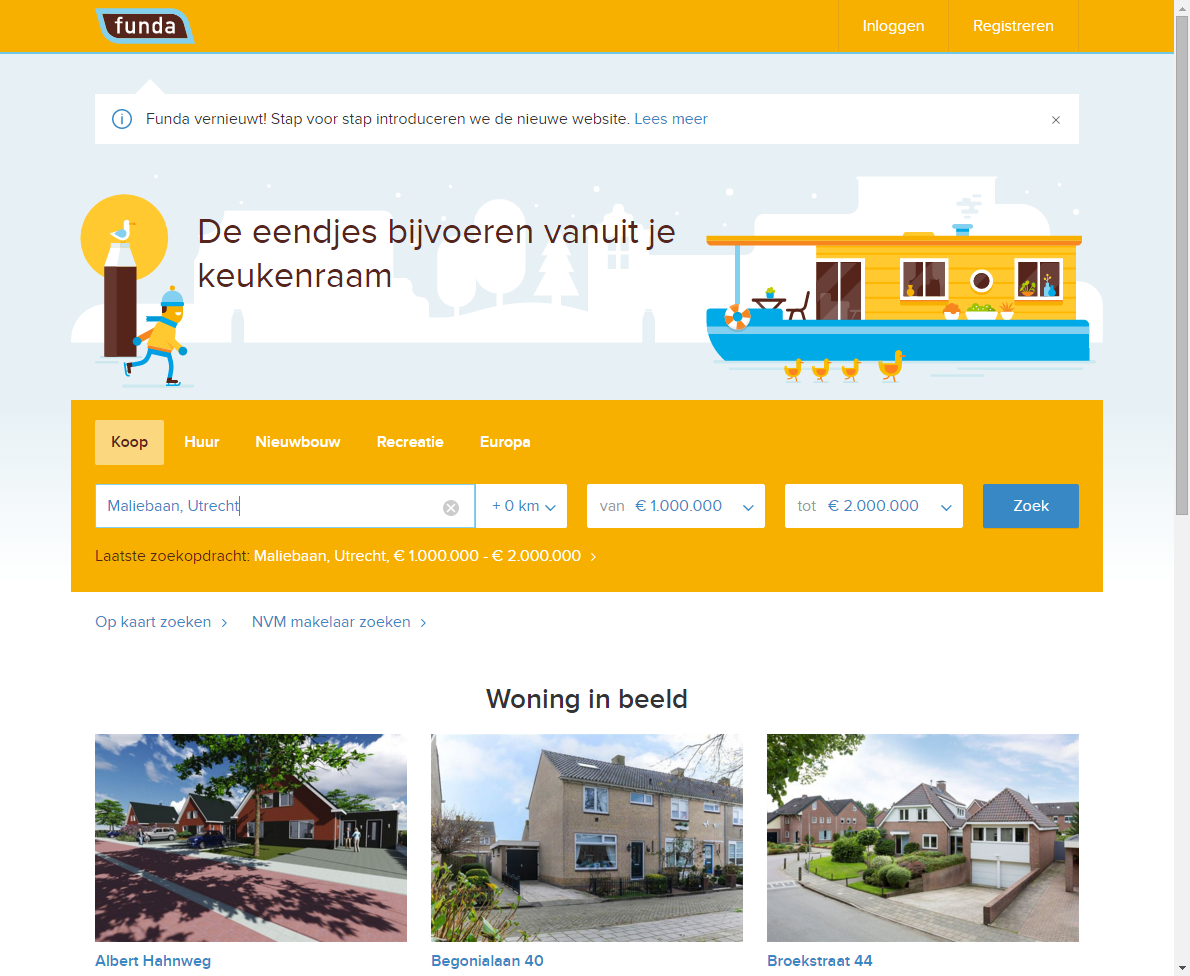 funda
Inloggen
Registreren
Funda vernieuwt! Stap voor stap introduceren we de nieuwe website. Lees meer
De eendjes bijvoeren vanuit je
keukenraam
Koop
Huur
Nieuwbouw
Recreatie
Europa
Maliebaan, Utrecht
+ 0 km
van € 1.000.000
tot € 2.000.000
Zoek
Laatste zoekopdracht: Maliebaan, Utrecht, € 1.000.000 - € 2.000.000
Op kaart zoeken
NVM makelaar zoeken
Woning in beeld
Albert Hahnweg
Begonialaan 40
Broekstraat 44